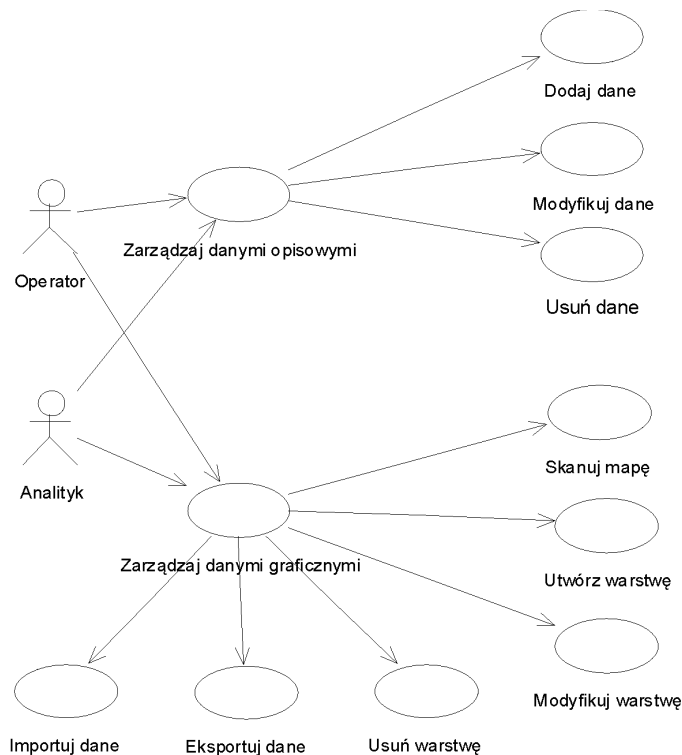 Dodaj dane
Modyfikuj dane
Zarządzaj danymi opisowymi
Operator
Usuń dane
Skanuj mapę
Analityk
Zarządzaj danymi graficznymi
Utwórz warstwę
Modyfikuj warstwę
Importuj dane
Eksportuj dane
Usuń warstwę